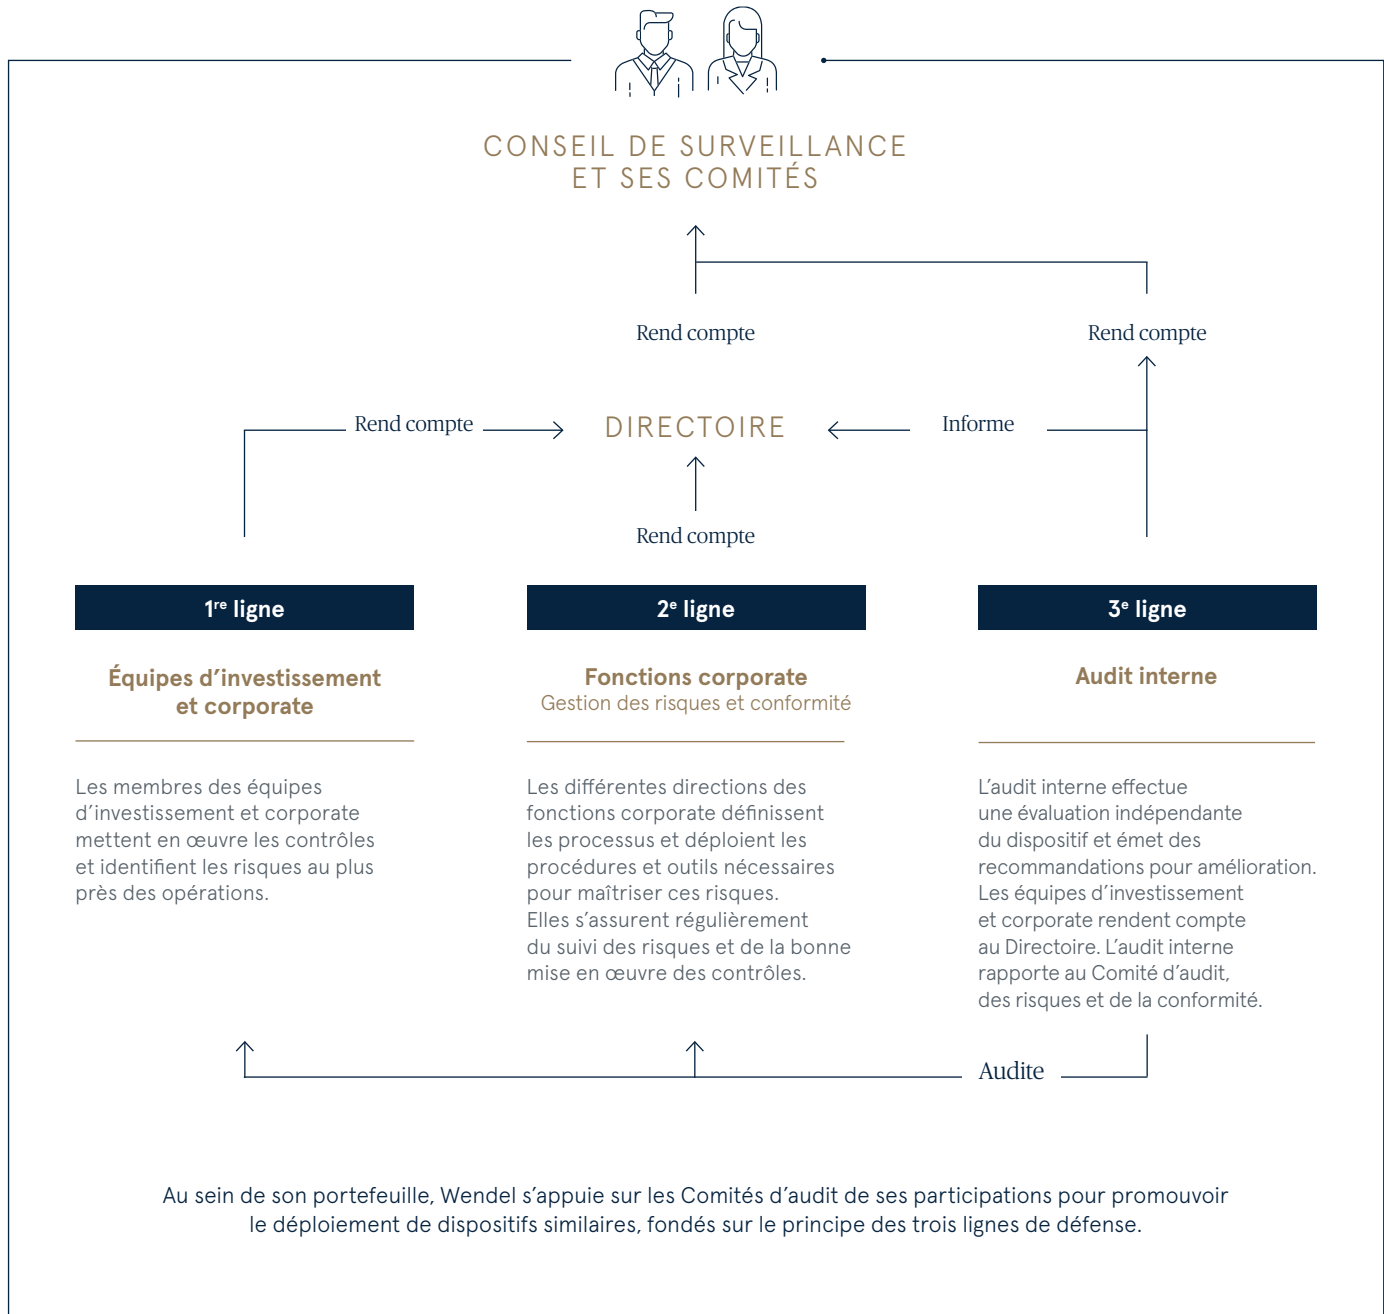 CONSEIL DE SURVEILLANCE
ET SES COMITÉS
Rend compte
Rend compte
Rend compte
DIRECTOIRE
Informe
Rend compte
1re ligne
Équipes d’investissement
et corporate
Les membres des équipes
d’investissement et corporate
mettent en œuvre les contrôles
et identifient les risques au plus
près des opérations.
2e ligne
Fonctions corporate
Gestion des risques et conformité
Les différentes directions des
fonctions corporate définissent
les processus et déploient les
procédures et outils nécessaires
pour maîtriser ces risques.
Elles s’assurent régulièrement
du suivi des risques et de la bonne
mise en œuvre des contrôles.
3e ligne
Audit interne
L’audit interne effectue
une évaluation indépendante
du dispositif et émet des
recommandations pour amélioration.
Les équipes d’investissement
et corporate rendent compte
au Directoire. L’audit interne
rapporte au Comité d’audit,
des risques et de la conformité.
Audite
Au sein de son portefeuille, Wendel s’appuie sur les Comités d’audit de ses participations pour promouvoir
le déploiement de dispositifs similaires, fondés sur le principe des trois lignes de défense.